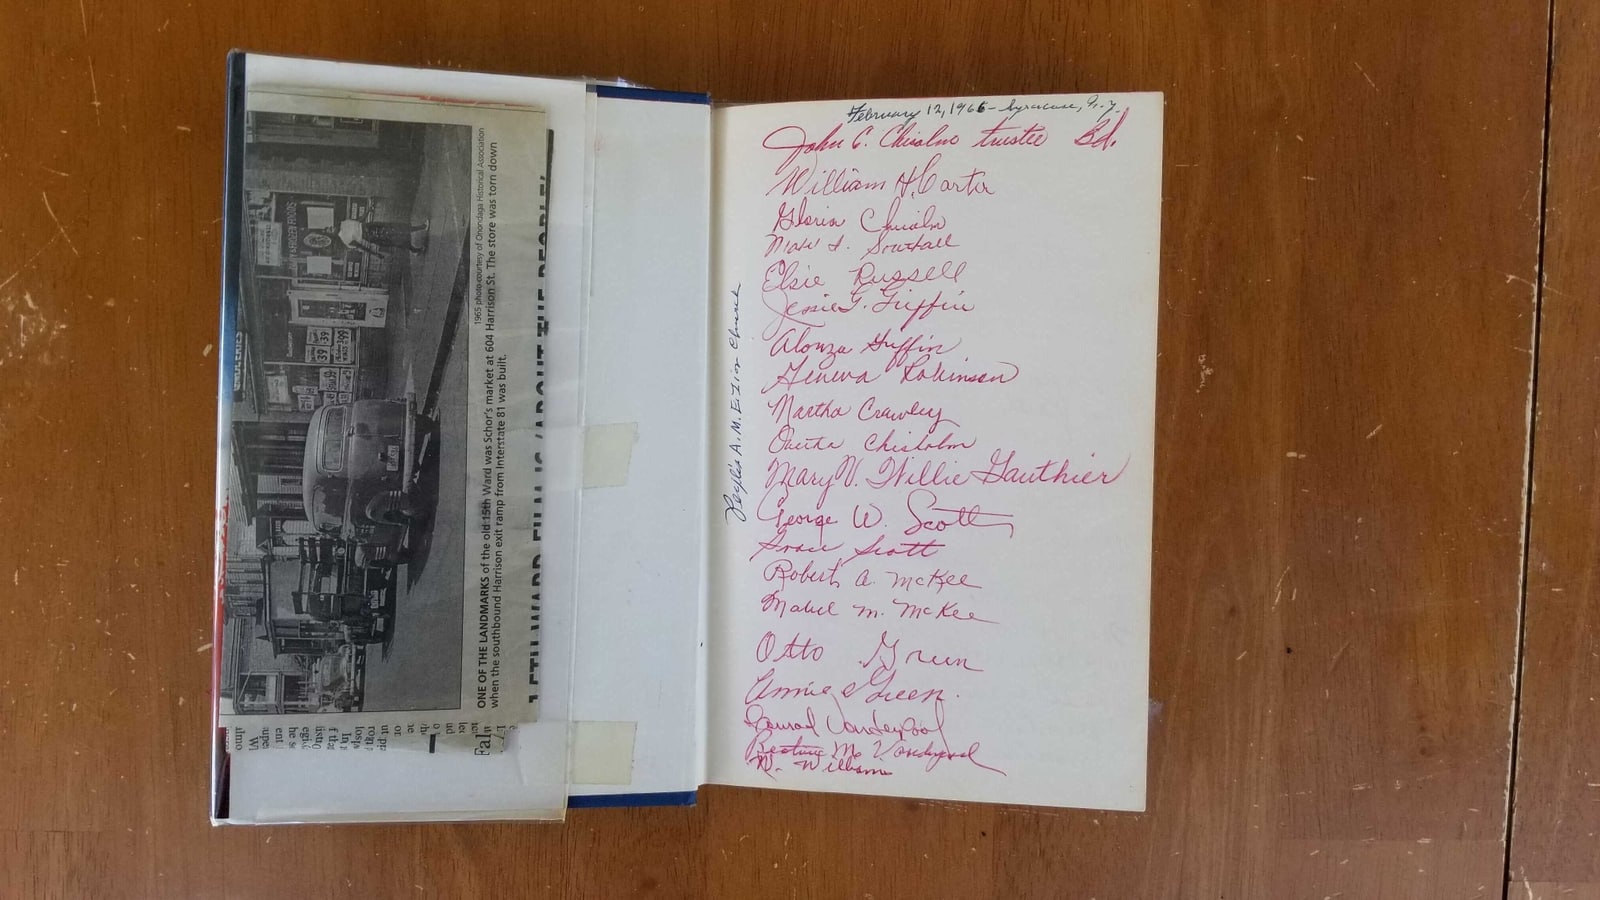 GROCERIES
1965 photo courtesy of Onondaga Historical Association
ONE OF THE LANDMARKS of the old 15th Ward was Schor's market at 604 Harrison St. The store was torn down
when the southbound Harrison exit ramp from Interstate 81 was built.
15TH WARD FILM IS 'ABOUT THE PEOPLE'
People's A.M.E. Zion Church
February 12, 1966 - Syracuse, N.Y.
John C. Chisolm trustee Bd.
William H. Carter
Gloria Chisolm
Southall
Elsie Russell
Jessie G. Griffin
Alonza Griffin
Geneva Robinson
Martha Crawley
Chisholm
Mary V. Willie Gauthier
George W. Scott
Grace Scott
Robert A. McKee
Mabel M. McKee
Otto Green
Annie Green.
Conrad Vanderpool
Beatrice M. Vanderpool
W. Williams